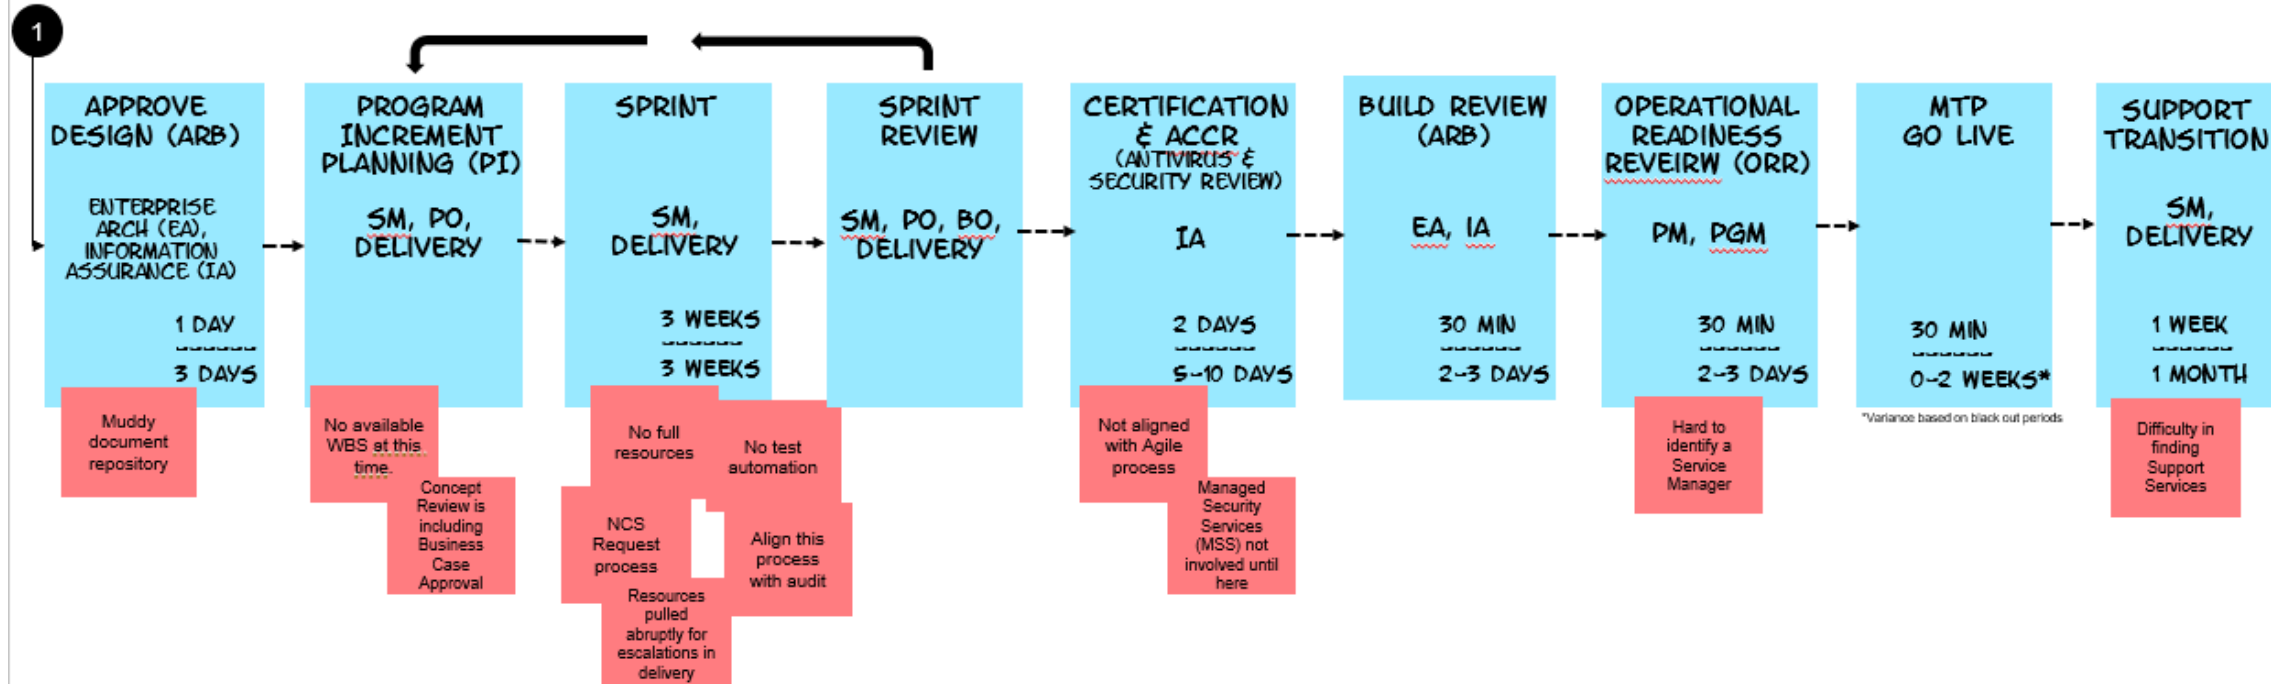 1
APPROVE
DESIGN (ARB)
ENTERPRISE
ARCH (EA),
INFORMATION
ASSURANCE (IA)
1 DAY
------
3 DAYS
Muddy
document
repository
PROGRAM
INCREMENT
PLANNING (PI)
SM, PO,
DELIVERY
No available
WBS at this
time.
Concept
Review is
including
Business
Case
Approval
SPRINT
SM,
DELIVERY
3 WEEKS
------
3 WEEKS
No full
resources
No test
automation
NCS
Request
process
Align this
process
with audit
Resources
pulled
abruptly for
escalations in
delivery
SPRINT
REVIEW
SM, PO, BO,
DELIVERY
CERTIFICATION
& ACCR
(ANTIVIRUS &
SECURITY REVIEW)
IA
2 DAYS
------
5-10 DAYS
Not aligned
with Agile
process
Managed
Security
Services
(MSS) not
involved until
here
BUILD REVIEW
(ARB)
EA, IA
30 MIN
------
2-3 DAYS
OPERATIONAL
READINESS
REVEIRW (ORR)
PM, PGM
30 MIN
------
2-3 DAYS
Hard to
identify a
Service
Manager
MTP
GO LIVE
30 MIN
------
0-2 WEEKS*
*Variance based on black out periods
SUPPORT
TRANSITION
SM,
DELIVERY
1 WEEK
------
1 MONTH
Difficulty in
finding
Support
Services